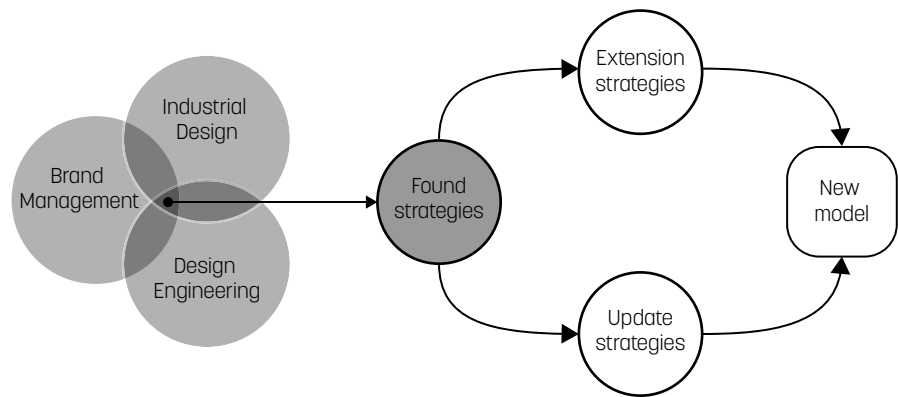 Industrial
Design
Brand
Management
Design
Engineering
Found
strategies
Extension
strategies
Update
strategies
New
model